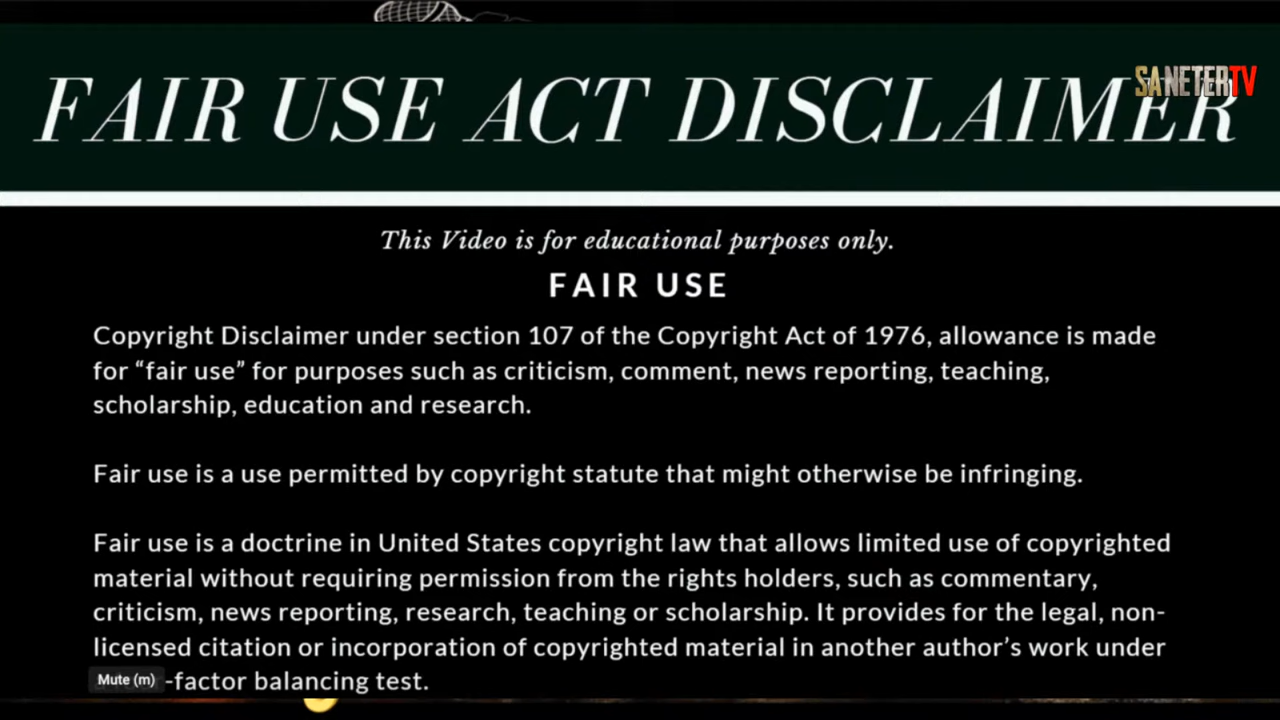 FAIR USE ACT DISCLAIMER
SANETERTV
This Video is for educational purposes only.
FAIR USE
Copyright Disclaimer under section 107 of the Copyright Act of 1976, allowance is made
for “fair use” for purposes such as criticism, comment, news reporting, teaching,
scholarship, education and research.
Fair use is a use permitted by copyright statute that might otherwise be infringing.
Fair use is a doctrine in United States copyright law that allows limited use of copyrighted
material without requiring permission from the rights holders, such as commentary,
criticism, news reporting, research, teaching or scholarship. It provides for the legal, non-
licensed citation or incorporation of copyrighted material in another author’s work under
Mute (m) -factor balancing test.